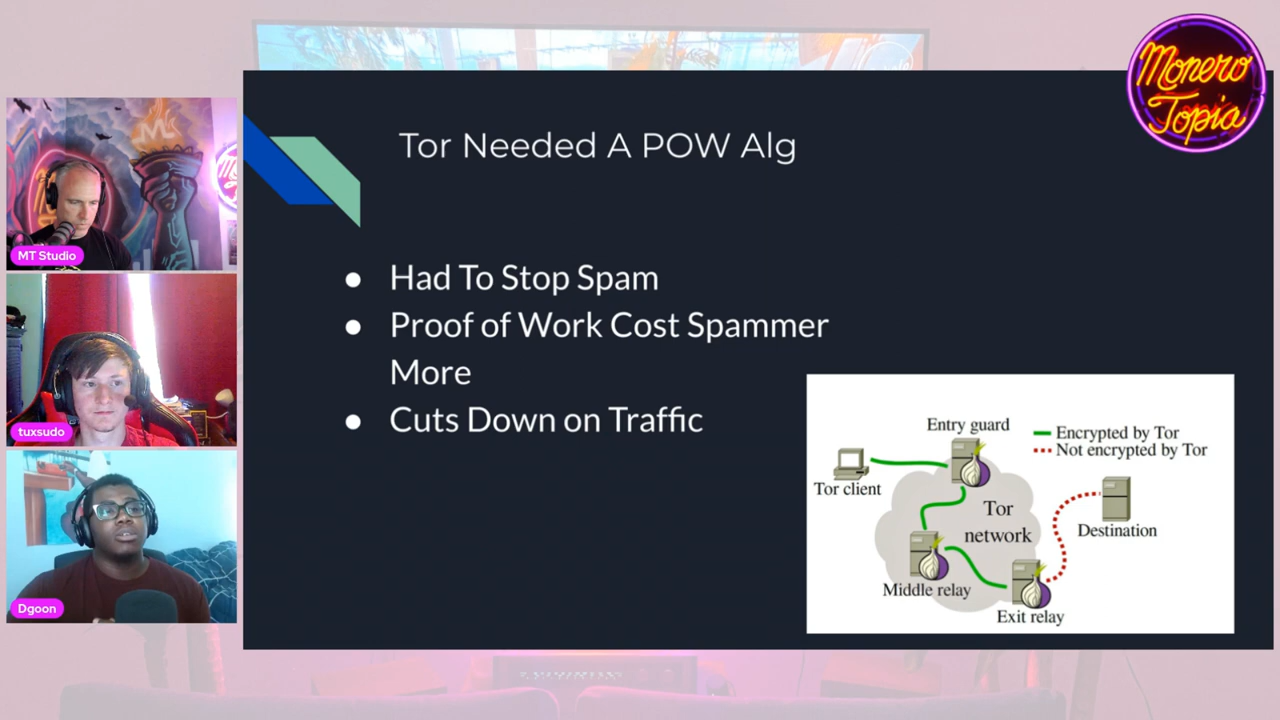 Monero
Topia
Tor Needed A POW Alg
● Had To Stop Spam
● Proof of Work Cost Spammer
More
● Cuts Down on Traffic
MT Studio
tuxsudo
Dgoon
Entry guard
Encrypted by Tor
Not encrypted by Tor
Tor client
Tor
network
Destination
Middle relay
Exit relay